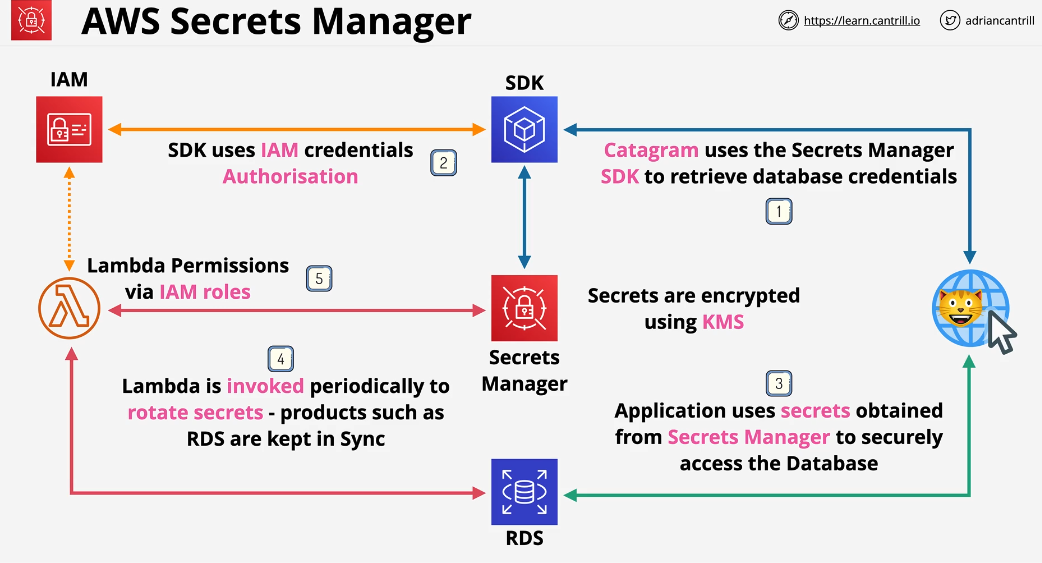 AWS Secrets Manager
https://learn.cantrill.io
adriancantrill
IAM
SDK
SDK uses IAM credentials
Authorisation
2
Catagram uses the Secrets Manager
SDK to retrieve database credentials
1
Lambda Permissions
via IAM roles
5
Secrets are encrypted
using KMS
Secrets
Manager
4
Lambda is invoked periodically to
rotate secrets - products such as
RDS are kept in Sync
3
Application uses secrets obtained
from Secrets Manager to securely
access the Database
RDS